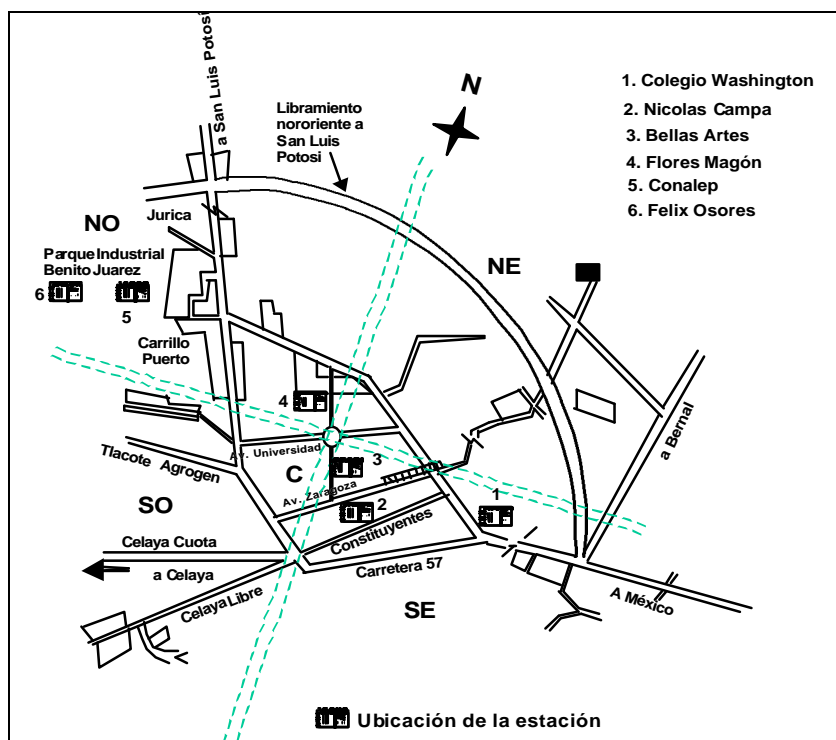 a San Luis Potosí
N
Libramiento
nororiente a
San Luis
Potosi
1. Colegio Washington
2. Nicolas Campa
3. Bellas Artes
4. Flores Magón
5. Conalep
6. Felix Osores
NO
Jurica
Parque Industrial
Benito Juarez
6
5
NE
Carrillo
Puerto
4
Av. Universidad
a Bernal
Tlacote Agrogen
C
3
Av. Zaragoza
SO
2
1
Constituyentes
Celaya Cuota
a Celaya
Carretera 57
Celaya Libre
SE
A México
Ubicación de la estación